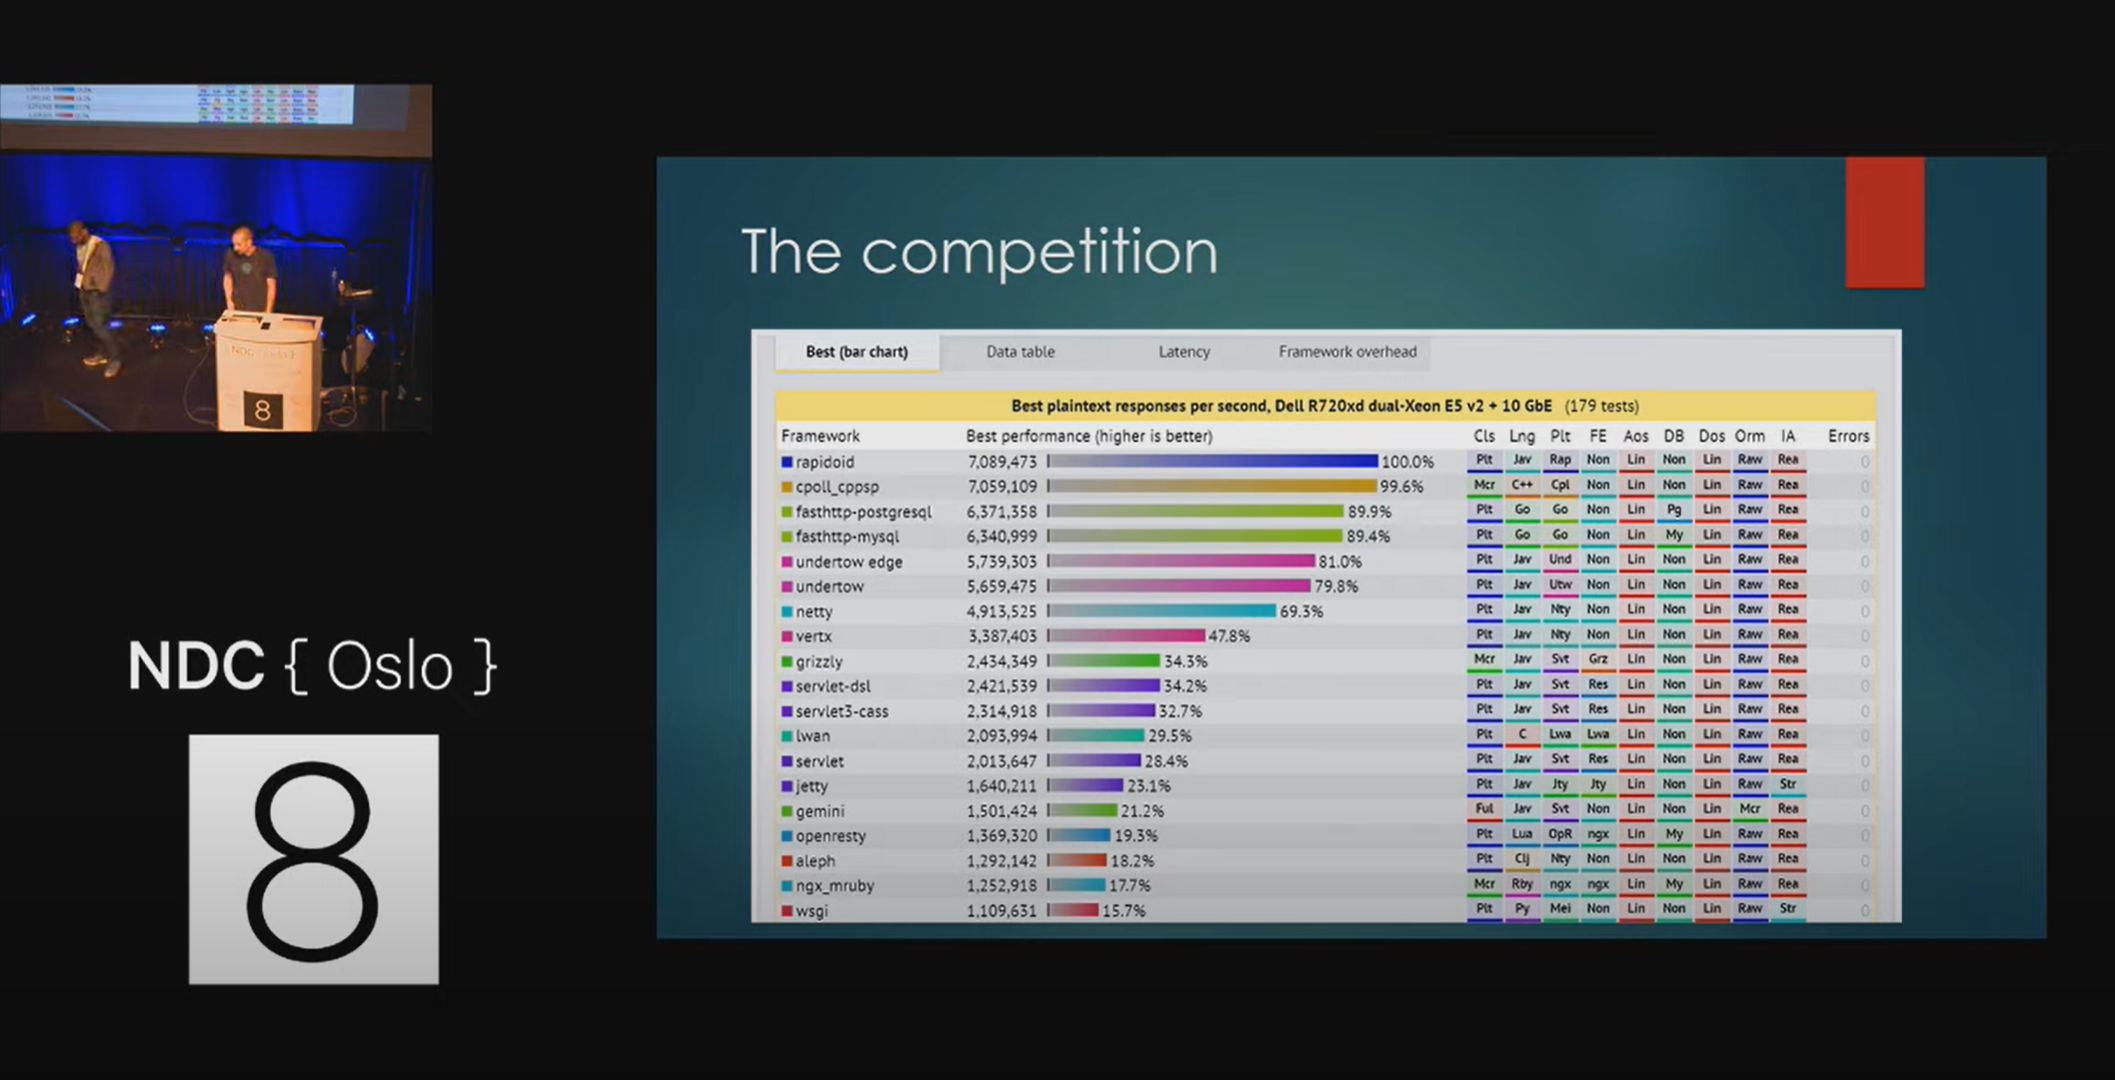 The competition
Best (bar chart) Data table Latency Framework overhead
Best plaintext responses per second, Dell R720xd dual-Xeon E5 v2 + 10 GbE (179 tests)
Framework Best performance (higher is better) Cls Lng Plt FE Aos DB Dos Orm IA Errors
rapidoid 7,089,473 100.0% Plt Jav Rap Non Lin Non Lin Raw Rea 0
cpoll_cppsp 7,059,109 99.6% Mcr C++ Cpl Non Lin Non Lin Raw Rea 0
fasthttp-postgresql 6,371,358 89.9% Plt Go Go Non Lin Pg Lin Raw Rea 0
fasthttp-mysql 6,340,999 89.4% Plt Go Go Non Lin My Lin Raw Rea 0
undertow edge 5,739,303 81.0% Plt Jav Und Non Lin Non Lin Raw Rea 0
undertow 5,659,475 79.8% Plt Jav Utw Non Lin Non Lin Raw Rea 0
netty 4,913,525 69.3% Plt Jav Nty Non Lin Non Lin Raw Rea 0
vertx 3,387,403 47.8% Plt Jav Nty Non Lin Non Lin Raw Rea 0
grizzly 2,434,349 34.3% Mcr Jav Svt Grz Lin Non Lin Raw Rea 0
servlet-dsl 2,421,539 34.2% Plt Jav Svt Res Lin Non Lin Raw Rea 0
servlet3-cass 2,314,918 32.7% Plt Jav Svt Res Lin Non Lin Raw Rea 0
lwan 2,093,994 29.5% Plt C Lwa Lwa Lin Non Lin Raw Rea 0
servlet 2,013,647 28.4% Plt Jav Svt Res Lin Non Lin Raw Rea 0
jetty 1,640,211 23.1% Plt Jav Jty Jty Lin Non Lin Raw Str 0
gemini 1,501,424 21.2% Ful Jav Svt Non Lin Non Lin Mcr Rea 0
openresty 1,369,320 19.3% Plt Lua OpR ngx Lin My Lin Raw Rea 0
aleph 1,292,142 18.2% Plt Clj Nty Non Lin Non Lin Raw Rea 0
ngx_mruby 1,252,918 17.7% Mcr Rby ngx ngx Lin My Lin Raw Rea 0
wsgi 1,109,631 15.7% Plt Py Mei Non Lin Non Lin Raw Str 0
8
NDC { Oslo }
8